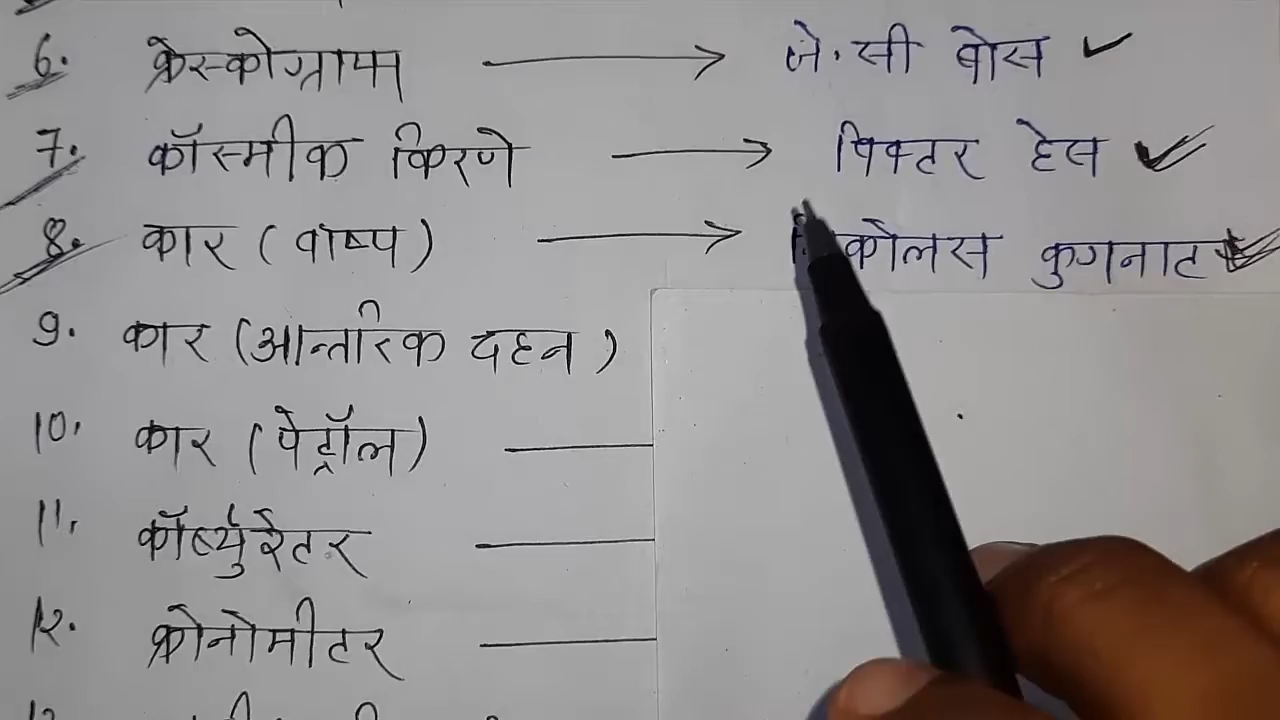 6. क्रेस्कोग्राफ → जे. सी बोस ✓
7. कॉस्मीक किरणे → विक्टर हेस ✓
8. कार (वाष्प) → कोलस कुगनाट
9. कार (आन्तरिक दहन)
10. कार (पेट्रॉल)
11. कॉर्ब्युरेटर
12. क्रोनोमीटर